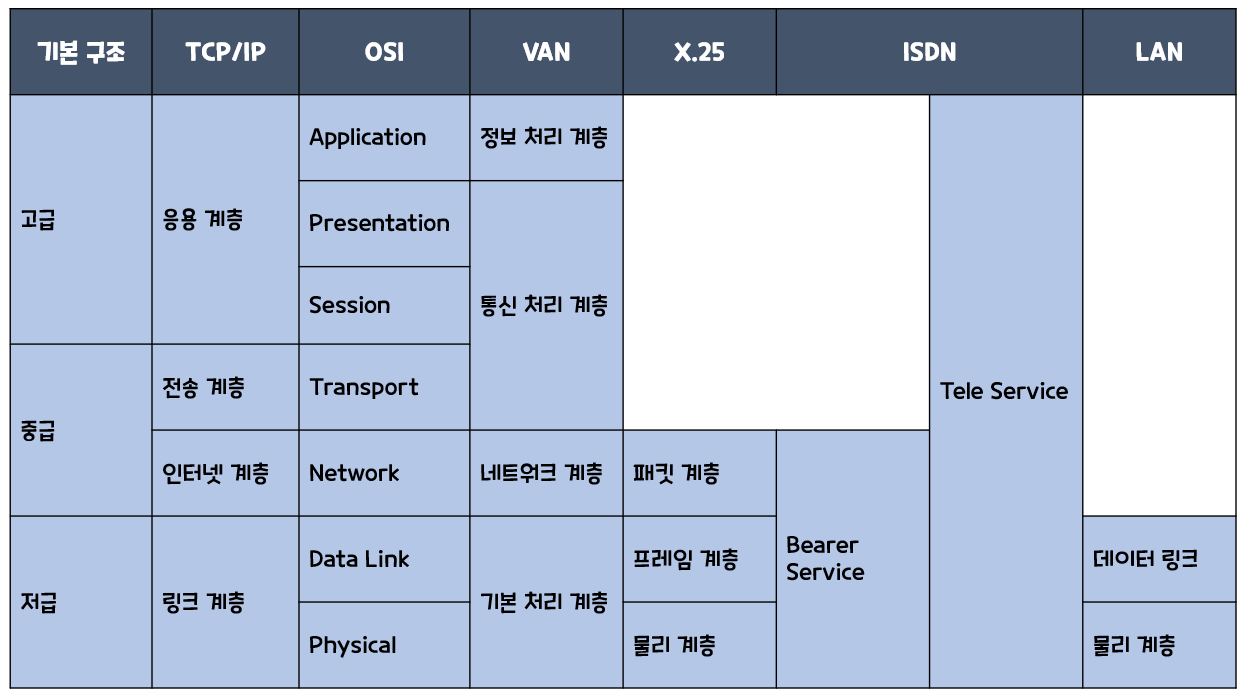 기본 구조 TCP/IP OSI VAN X.25 ISDN LAN
고급 응용 계층 Application 정보 처리 계층
Presentation 통신 처리 계층
Session
중급 전송 계층 Transport Tele Service
인터넷 계층 Network 네트워크 계층 패킷 계층 Bearer
Service
저급 링크 계층 Data Link 기본 처리 계층 프레임 계층 데이터 링크
Physical 물리 계층 물리 계층